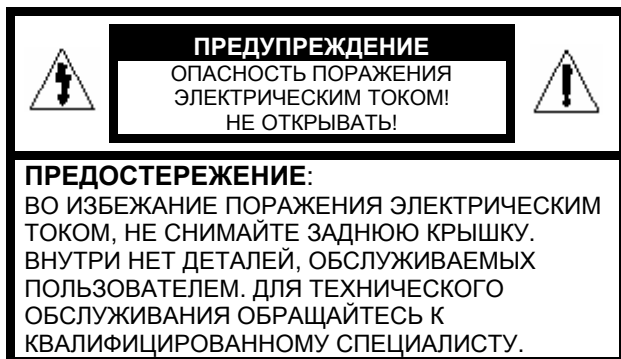 ПРЕДУПРЕЖДЕНИЕ
ОПАСНОСТЬ ПОРАЖЕНИЯ
ЭЛЕКТРИЧЕСКИМ ТОКОМ!
НЕ ОТКРЫВАТЬ!
ПРЕДОСТЕРЕЖЕНИЕ:
ВО ИЗБЕЖАНИЕ ПОРАЖЕНИЯ ЭЛЕКТРИЧЕСКИМ
ТОКОМ, НЕ СНИМАЙТЕ ЗАДНЮЮ КРЫШКУ.
ВНУТРИ НЕТ ДЕТАЛЕЙ, ОБСЛУЖИВАЕМЫХ
ПОЛЬЗОВАТЕЛЕМ. ДЛЯ ТЕХНИЧЕСКОГО
ОБСЛУЖИВАНИЯ ОБРАЩАЙТЕСЬ К
КВАЛИФИЦИРОВАННОМУ СПЕЦИАЛИСТУ.